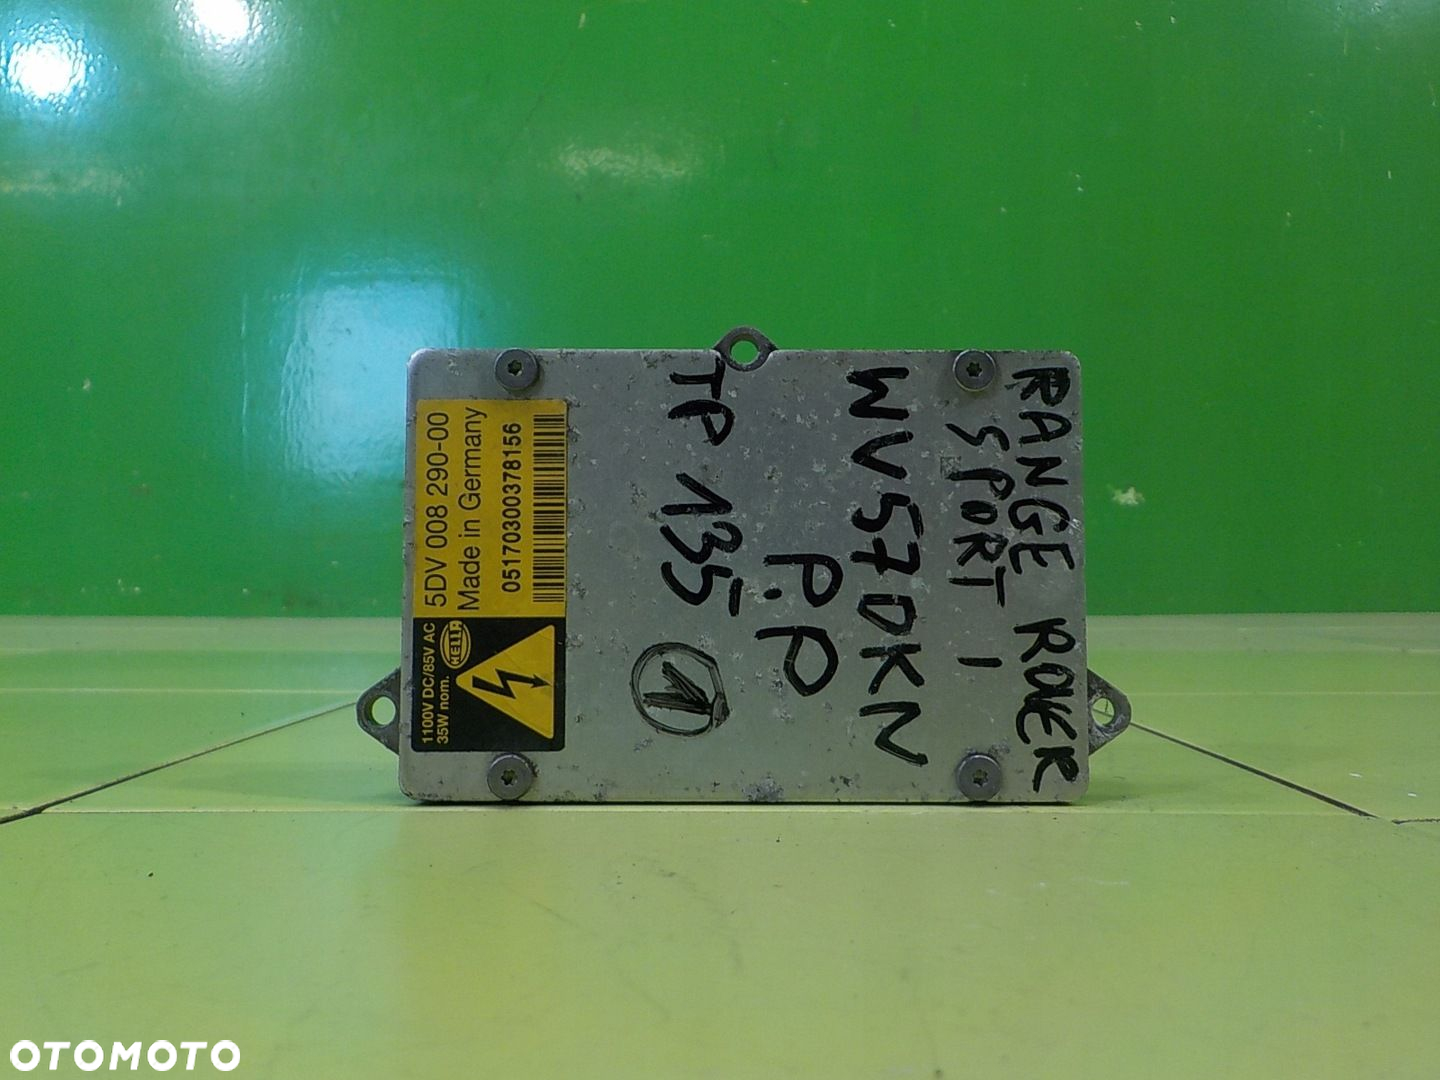 RANGE ROVER
SPORT I
WV57DKN
P.P
TP 135
1
5DV 008 290-00
Made in Germany
05170300378156
1100V DC/85V AC
35W nom.
HELLA
OTOMOTO